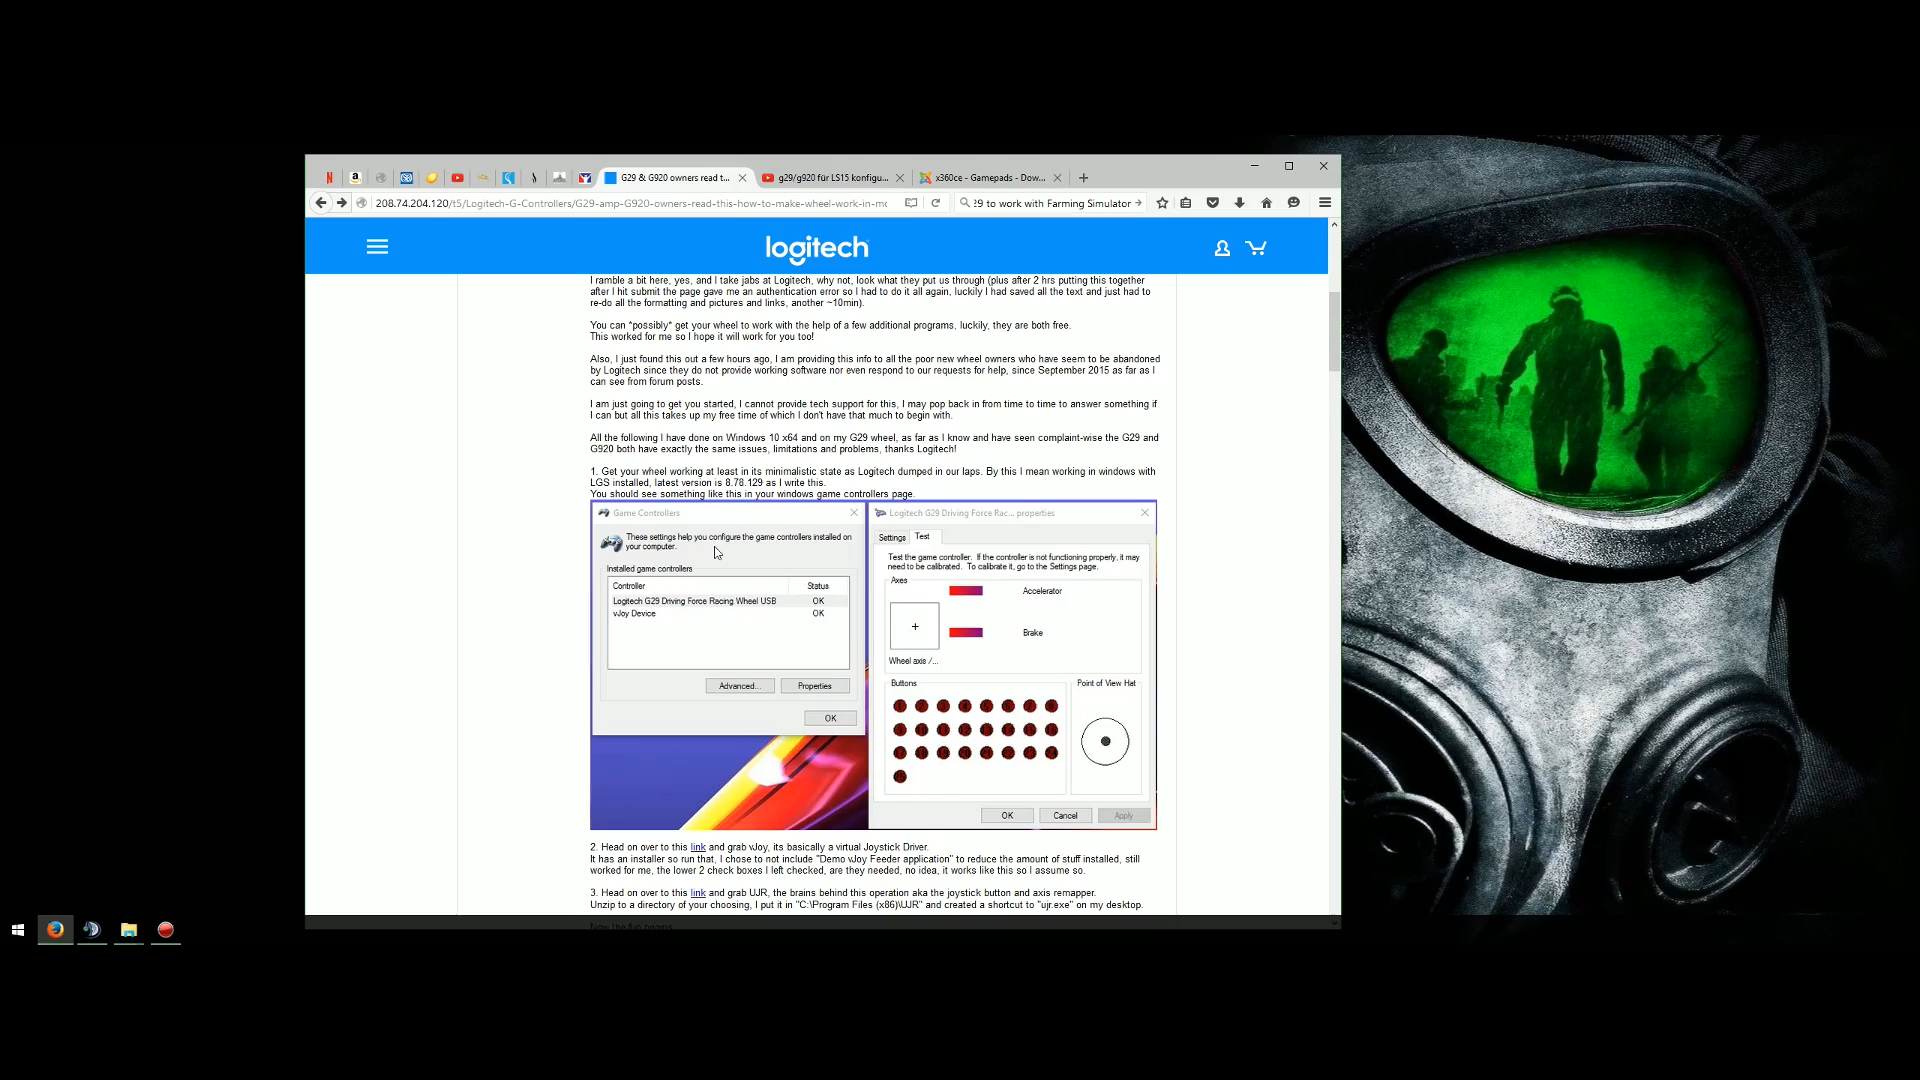 G29 & G920 owners read t...
g29/g920 für LS15 konfigu...
x360ce - Gamepads - Dow...
208.74.204.120/t5/Logitech-G-Controllers/G29-amp-G920-owners-read-this-how-to-make-wheel-work-in-mo
29 to work with Farming Simulator
logitech
I ramble a bit here, yes, and I take jabs at Logitech, why not, look what they put us through (plus after 2 hrs putting this together
after I hit submit the page gave me an authentication error so I had to do it all again, luckily I had saved all the text and just had to
re-do all the formatting and pictures and links, another ~10min).
You can *possibly* get your wheel to work with the help of a few additional programs, luckily, they are both free.
This worked for me so I hope it will work for you too!
Also, I just found this out a few hours ago, I am providing this info to all the poor new wheel owners who have seem to be abandoned
by Logitech since they do not provide working software nor even respond to our requests for help, since September 2015 as far as I
can see from forum posts.
I am just going to get you started, I cannot provide tech support for this, I may pop back in from time to time to answer something if
I can but all this takes up my free time of which I don't have that much to begin with.
All the following I have done on Windows 10 x64 and on my G29 wheel, as far as I know and have seen complaint-wise the G29 and
G920 both have exactly the same issues, limitations and problems, thanks Logitech!
1. Get your wheel working at least in its minimalistic state as Logitech dumped in our laps. By this I mean working in windows with
LGS installed, latest version is 8.78.129 as I write this.
You should see something like this in your windows game controllers page.
Game Controllers
These settings help you configure the game controllers installed on
your computer.
Installed game controllers
Controller Status
Logitech G29 Driving Force Racing Wheel USB OK
vJoy Device OK
Advanced... Properties
OK
Logitech G29 Driving Force Rac... properties
Settings Test
Test the game controller. If the controller is not functioning properly, it may
need to be calibrated. To calibrate it, go to the Settings page.
Axes
Accelerator
Brake
Wheel axis /...
Buttons
Point of View Hat
OK Cancel Apply
2. Head on over to this link and grab vJoy, its basically a virtual Joystick Driver.
It has an installer so run that, I chose to not include "Demo vJoy Feeder application" to reduce the amount of stuff installed, still
worked for me, the lower 2 check boxes I left checked, are they needed, no idea, it works like this so I assume so.
3. Head on over to this link and grab UJR, the brains behind this operation aka the joystick button and axis remapper.
Unzip to a directory of your choosing, I put it in "C:\Program Files (x86)\UJR" and created a shortcut to "ujr.exe" on my desktop.